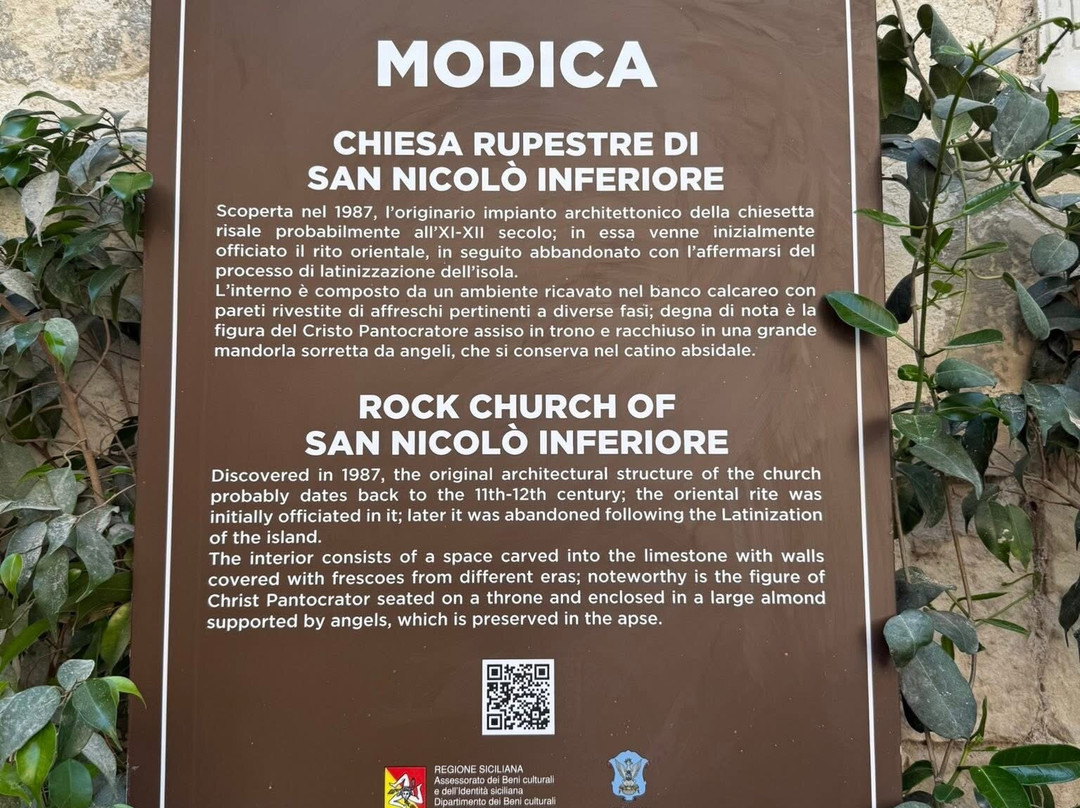 MODICA
CHIESA RUPESTRE DI
SAN NICOLÒ INFERIORE
Scoperta nel 1987, l'originario impianto architettonico della chiesetta
risale probabilmente all'XI-XII secolo; in essa venne inizialmente
officiato il rito orientale, in seguito abbandonato con l'affermarsi del
processo di latinizzazione dell'isola.
L'interno è composto da un ambiente ricavato nel banco calcareo con
pareti rivestite di affreschi pertinenti a diverse fasi; degna di nota è la
figura del Cristo Pantocratore assiso in trono e racchiuso in una grande
mandorla sorretta da angeli, che si conserva nel catino absidale.
ROCK CHURCH OF
SAN NICOLÒ INFERIORE
Discovered in 1987, the original architectural structure of the church
probably dates back to the 11th-12th century; the oriental rite was
initially officiated in it; later it was abandoned following the Latinization
of the island.
The interior consists of a space carved into the limestone with walls
covered with frescoes from different eras; noteworthy is the figure of
Christ Pantocrator seated on a throne and enclosed in a large almond
supported by angels, which is preserved in the apse.
REGIONE SICILIANA
Assessorato dei Beni culturali
e dell'Identità siciliana
Dipartimento dei Beni culturali